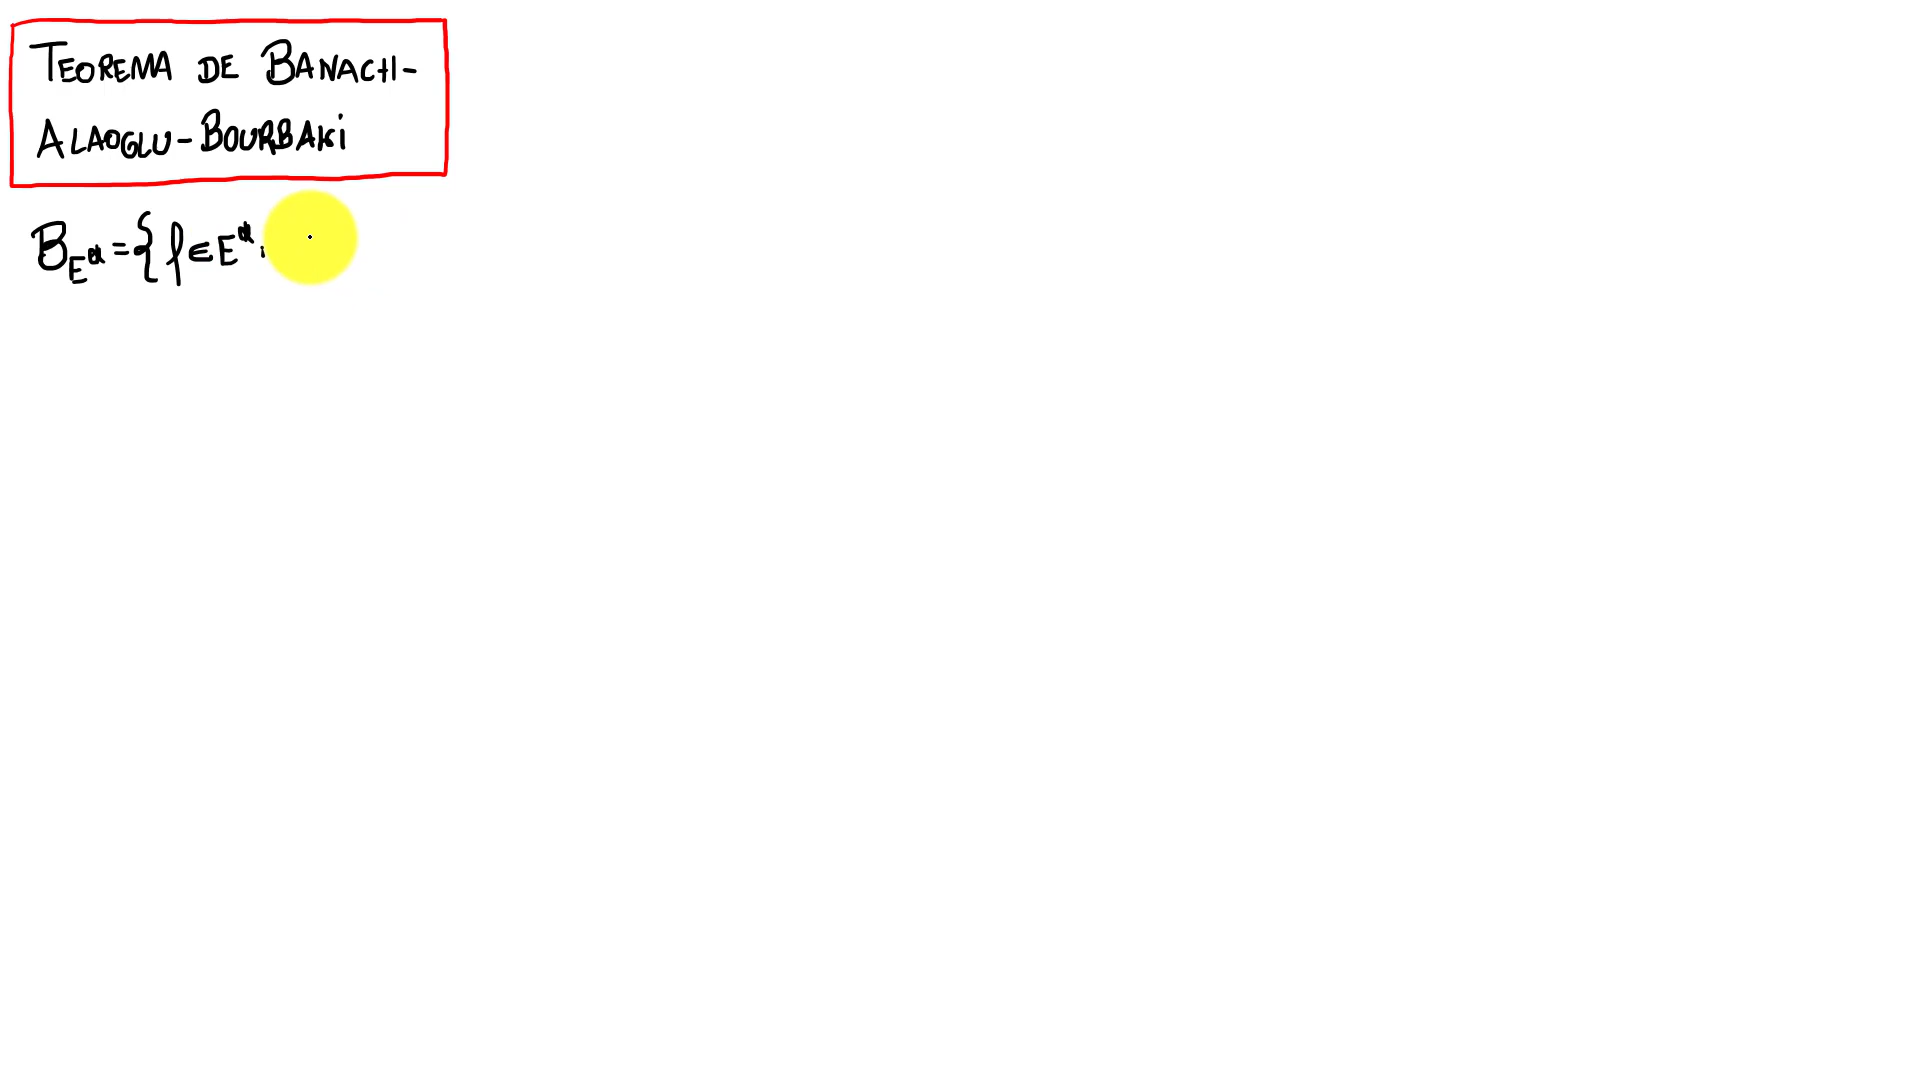 TEOREMA DE BANACH-
ALAOGLU-BOURBAKI
B_{E*} = { f ∈ E* :